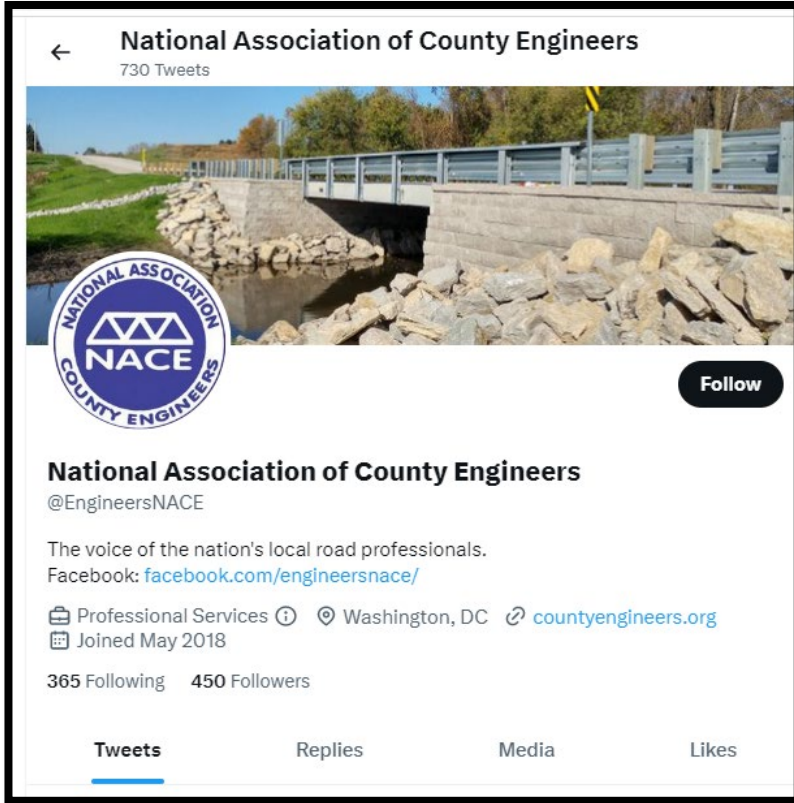 National Association of County Engineers
730 Tweets
NATIONAL ASSOCIATION
NACE
COUNTY ENGINEERS
Follow
National Association of County Engineers
@EngineersNACE
The voice of the nation's local road professionals.
Facebook: facebook.com/engineersnace/
Professional Services Washington, DC countyengineers.org
Joined May 2018
365 Following 450 Followers
Tweets Replies Media Likes